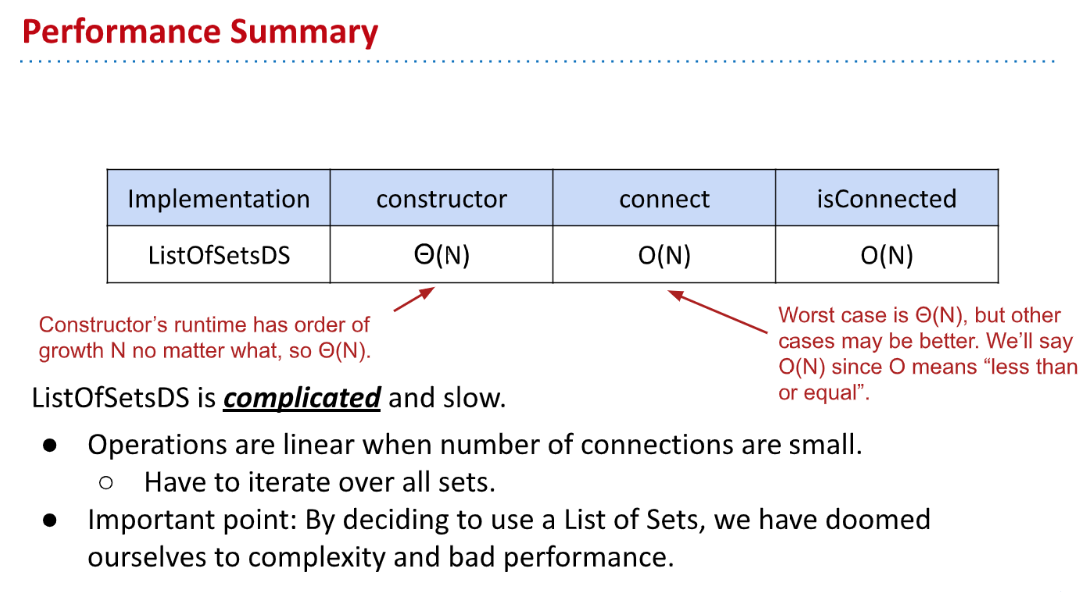 Performance Summary
Implementation constructor connect isConnected
ListOfSetsDS Θ(N) O(N) O(N)
Constructor’s runtime has order of
growth N no matter what, so Θ(N).
Worst case is Θ(N), but other
cases may be better. We’ll say
O(N) since O means “less than
or equal”.
ListOfSetsDS is complicated and slow.
● Operations are linear when number of connections are small.
○ Have to iterate over all sets.
● Important point: By deciding to use a List of Sets, we have doomed
ourselves to complexity and bad performance.